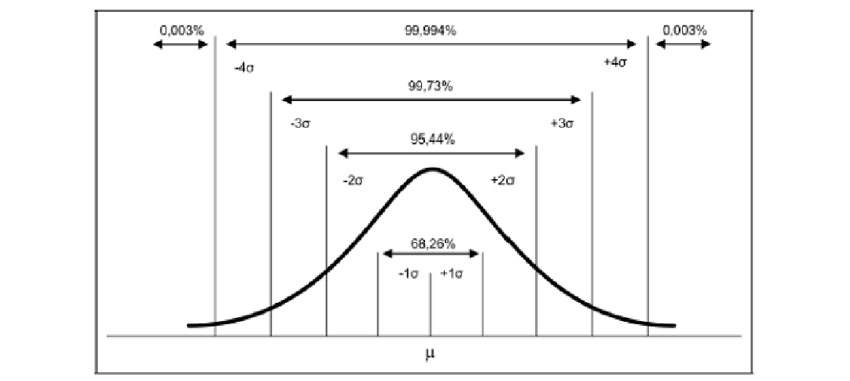 0,003% 99,994% 0,003%
-4σ +4σ
99,73%
-3σ +3σ
95,44%
-2σ +2σ
68,26%
-1σ +1σ
μ